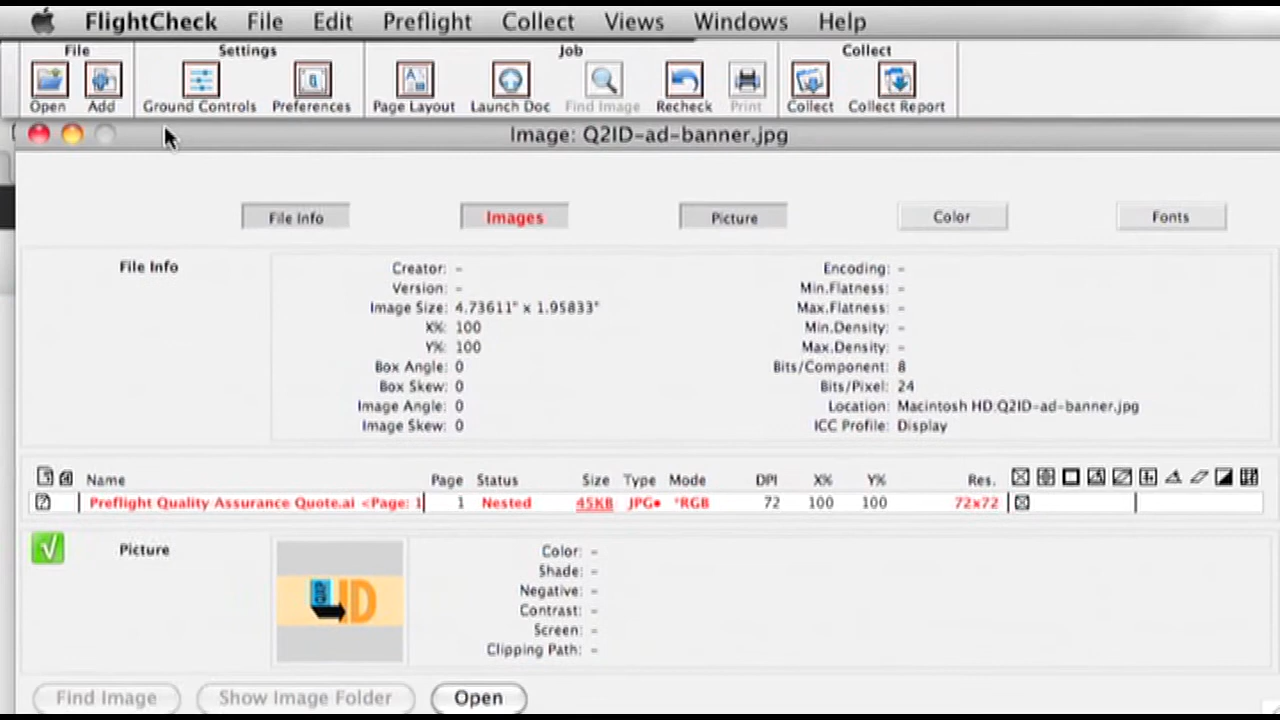 FlightCheck File Edit Preflight Collect Views Windows Help
File Settings Job Collect
Open Add Ground Controls Preferences Page Layout Launch Doc Find Image Recheck Print Collect Collect Report
Image: Q2ID-ad-banner.jpg
File Info Images Picture Color Fonts
File Info
Creator: -
Version: -
Image Size: 4.73611" x 1.95833"
X%: 100
Y%: 100
Box Angle: 0
Box Skew: 0
Image Angle: 0
Image Skew: 0
Encoding: -
Min.Flatness: -
Max.Flatness: -
Min.Density: -
Max.Density: -
Bits/Component: 8
Bits/Pixel: 24
Location: Macintosh HD:Q2ID-ad-banner.jpg
ICC Profile: Display
Name Page Status Size Type Mode DPI X% Y% Res.
Preflight Quality Assurance Quote.ai <Page: 1 1 Nested 45KB JPG• *RGB 72 100 100 72x72
Picture
ID
Color: -
Shade: -
Negative: -
Contrast: -
Screen: -
Clipping Path: -
Find Image Show Image Folder Open